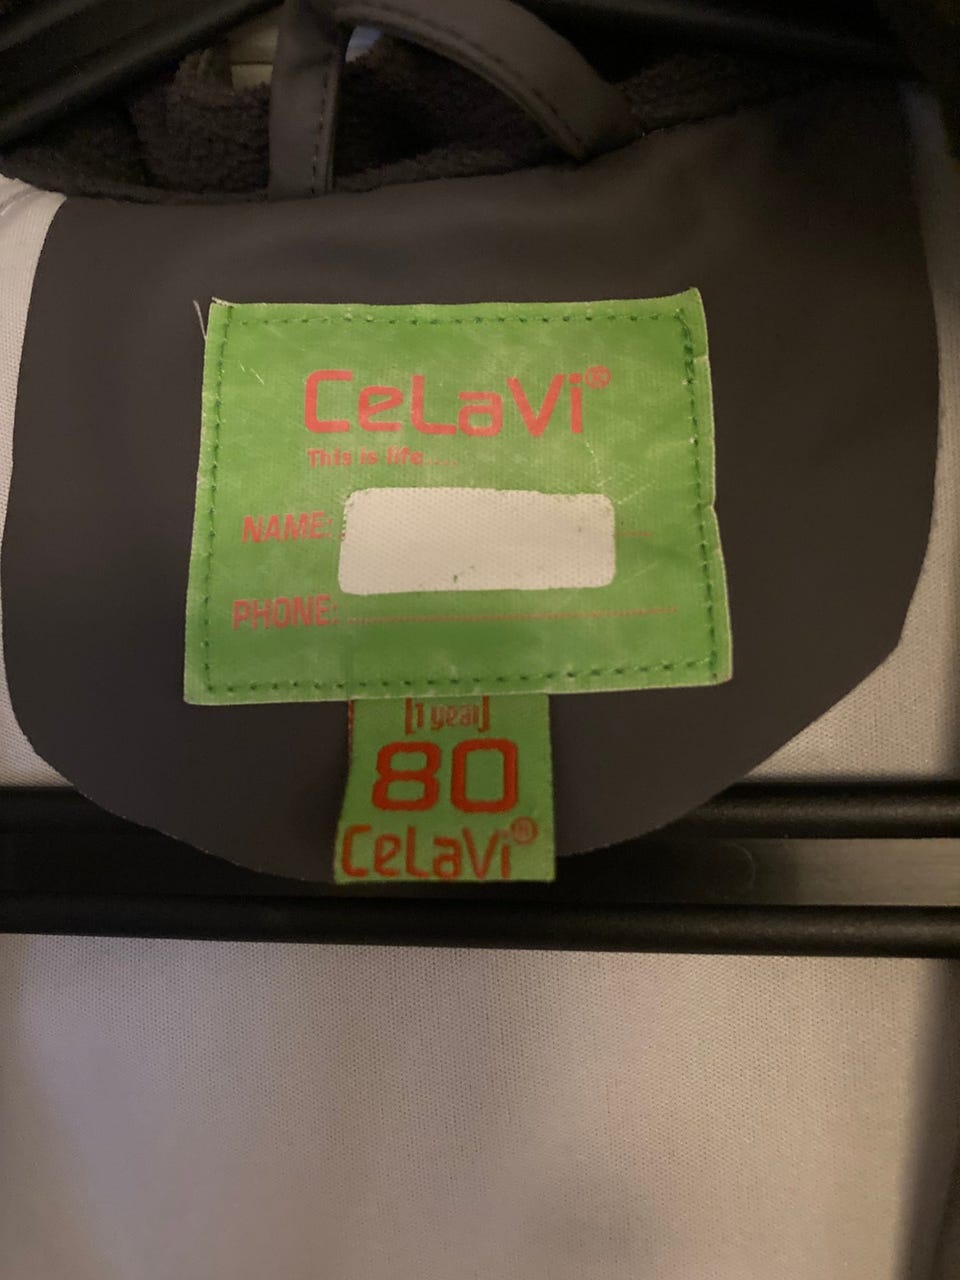 CeLaVi®
This is life.....
NAME:
PHONE:
[1 year]
80
CeLaVi®